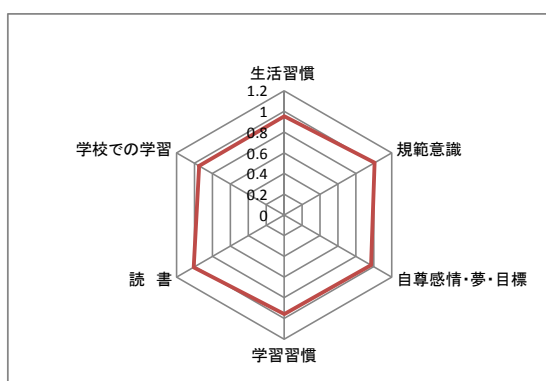 生活習慣
1.2
1
0.8
0.6
0.4
0.2
0
規範意識
自尊感情・夢・目標
学習習慣
読　書
学校での学習